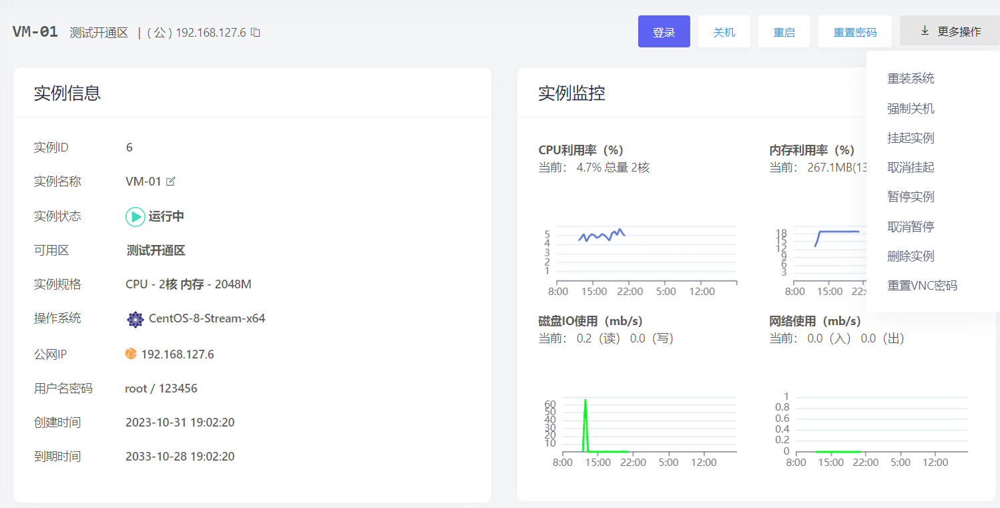 VM-01 测试开通区 | ( 公 ) 192.168.127.6
登录 关机 重启 重置密码 更多操作
重装系统
强制关机
挂起实例
取消挂起
暂停实例
取消暂停
删除实例
重置VNC密码
实例信息
实例ID 6
实例名称 VM-01
实例状态 运行中
可用区 测试开通区
实例规格 CPU - 2核 内存 - 2048M
操作系统 CentOS-8-Stream-x64
公网IP 192.168.127.6
用户名密码 root / 123456
创建时间 2023-10-31 19:02:20
到期时间 2033-10-28 19:02:20
实例监控
CPU利用率（%）
当前： 4.7% 总量 2核
5
4
3
2
1
8:00 15:00 22:00 5:00 12:00
内存利用率（%）
当前： 267.1MB(13
18
15
12
9
6
3
8:00 15:00 22:
磁盘IO使用（mb/s）
当前： 0.2（读） 0.0（写）
60
50
40
30
20
10
8:00 15:00 22:00 5:00 12:00
网络使用（mb/s）
当前： 0.0（入） 0.0（出）
1
0.8
0.6
0.4
0.2
0
8:00 15:00 22:00 5:00 12:00